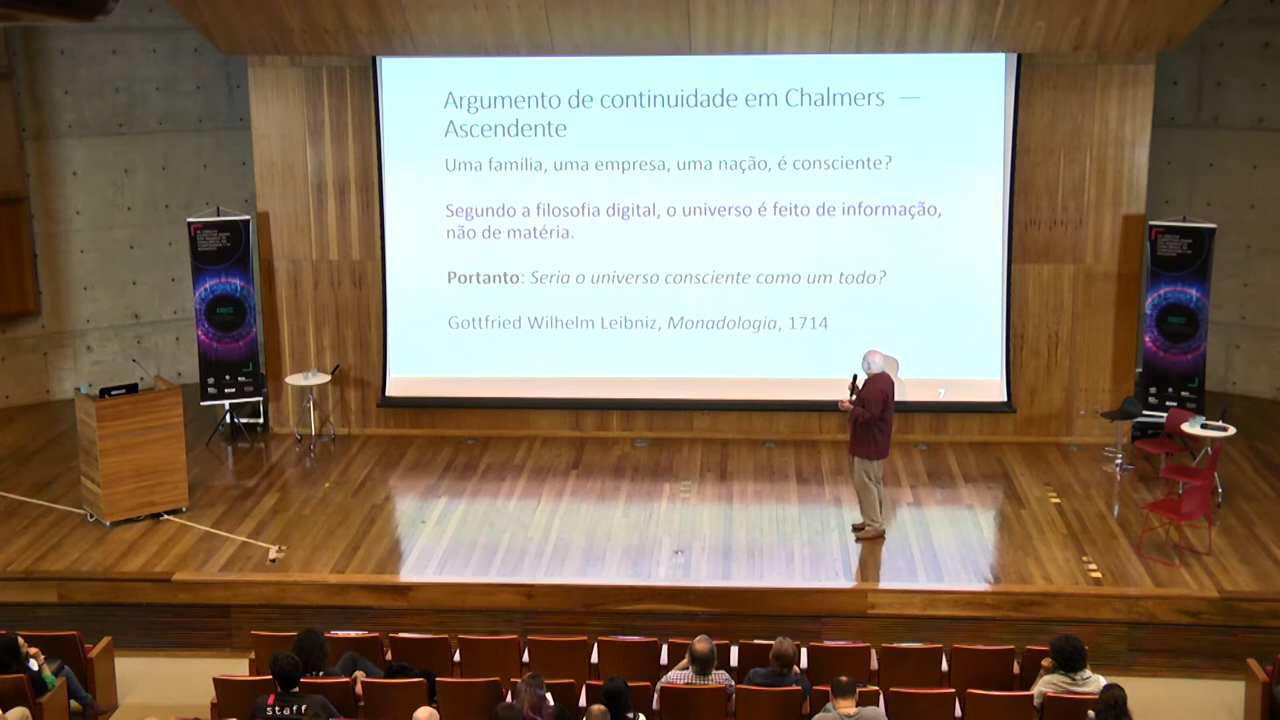 Argumento de continuidade em Chalmers —
Ascendente
Uma família, uma empresa, uma nação, é consciente?
Segundo a filosofia digital, o universo é feito de informação,
não de matéria.
Portanto: Seria o universo consciente como um todo?
Gottfried Wilhelm Leibniz, Monadologia, 1714
7
staff